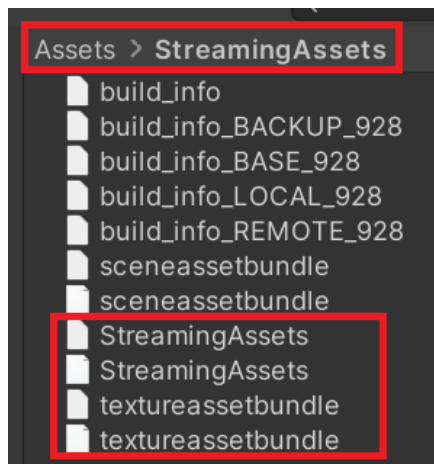 Assets > StreamingAssets
build_info
build_info_BACKUP_928
build_info_BASE_928
build_info_LOCAL_928
build_info_REMOTE_928
sceneassetbundle
sceneassetbundle
StreamingAssets
StreamingAssets
textureassetbundle
textureassetbundle